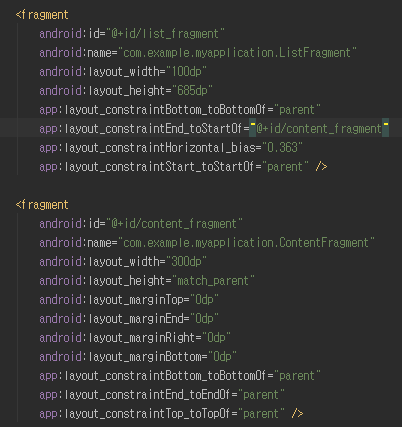 <fragment
android:id="@+id/list_fragment"
android:name="com.example.myapplication.ListFragment"
android:layout_width="100dp"
android:layout_height="685dp"
app:layout_constraintBottom_toBottomOf="parent"
app:layout_constraintEnd_toStartOf="@+id/content_fragment"
app:layout_constraintHorizontal_bias="0.363"
app:layout_constraintStart_toStartOf="parent" />
<fragment
android:id="@+id/content_fragment"
android:name="com.example.myapplication.ContentFragment"
android:layout_width="300dp"
android:layout_height="match_parent"
android:layout_marginTop="0dp"
android:layout_marginEnd="0dp"
android:layout_marginRight="0dp"
android:layout_marginBottom="0dp"
app:layout_constraintBottom_toBottomOf="parent"
app:layout_constraintEnd_toEndOf="parent"
app:layout_constraintTop_toTopOf="parent" />